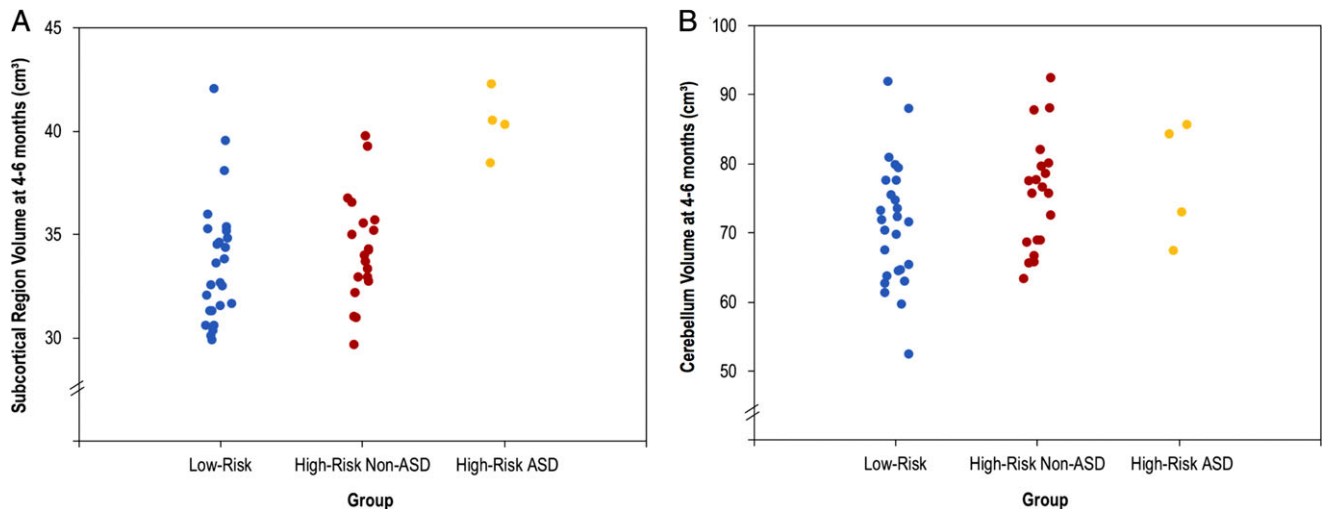 A
Subcortical Region Volume at 4-6 months (cm³)
45
40
35
30
Low-Risk
High-Risk Non-ASD
High-Risk ASD
Group
B
Cerebellum Volume at 4-6 months (cm³)
100
90
80
70
60
50
Low-Risk
High-Risk Non-ASD
High-Risk ASD
Group